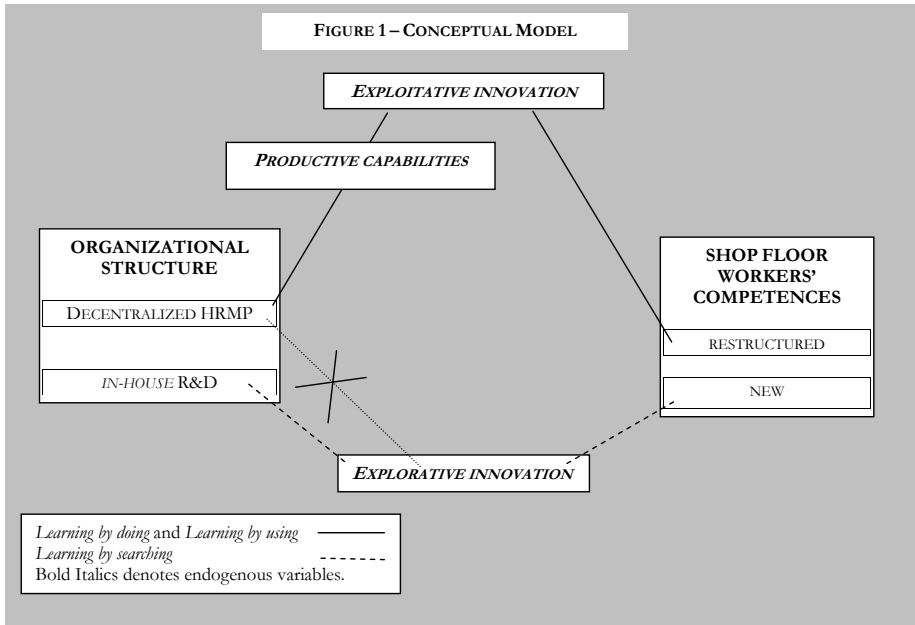 FIGURE 1 – CONCEPTUAL MODEL
EXPLOITATIVE INNOVATION
PRODUCTIVE CAPABILITIES
ORGANIZATIONAL
STRUCTURE
DECENTRALIZED HRMP
IN-HOUSE R&D
SHOP FLOOR
WORKERS’
COMPETENCES
RESTRUCTURED
NEW
EXPLORATIVE INNOVATION
Learning by doing and Learning by using
Learning by searching
Bold Italics denotes endogenous variables.